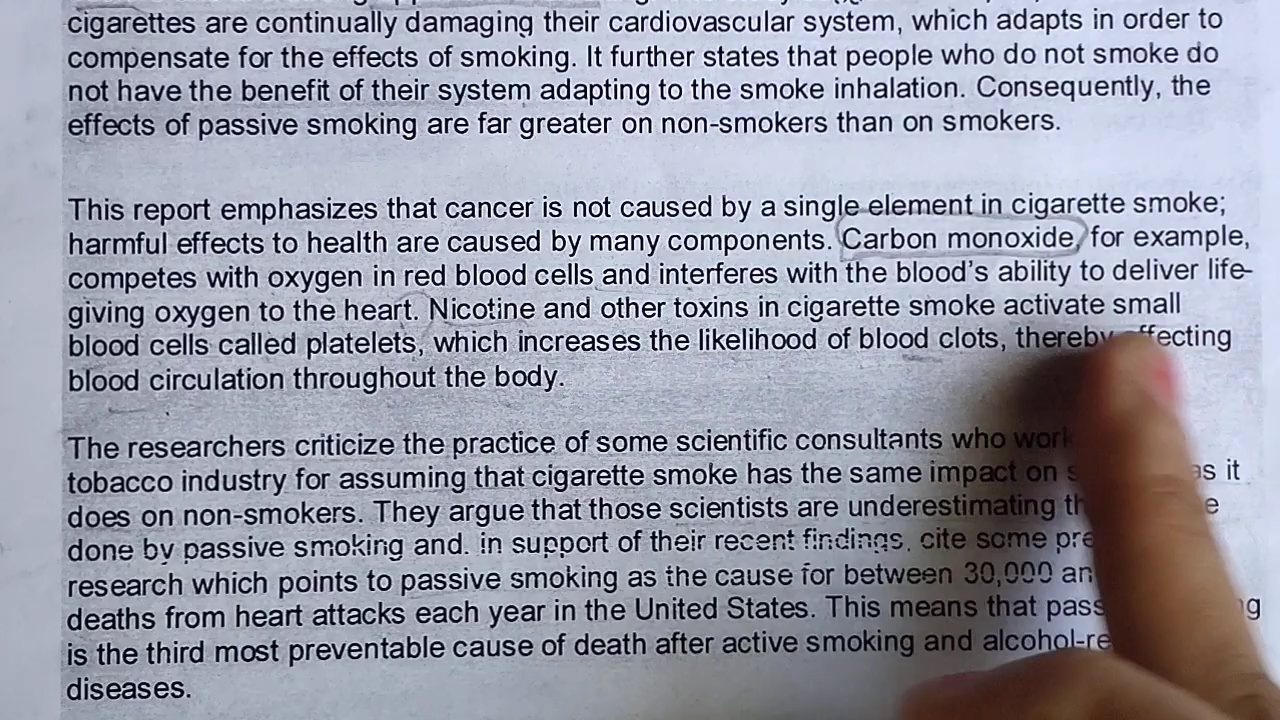 cigarettes are continually damaging their cardiovascular system, which adapts in order to
compensate for the effects of smoking. It further states that people who do not smoke do
not have the benefit of their system adapting to the smoke inhalation. Consequently, the
effects of passive smoking are far greater on non-smokers than on smokers.
This report emphasizes that cancer is not caused by a single element in cigarette smoke;
harmful effects to health are caused by many components. Carbon monoxide, for example,
competes with oxygen in red blood cells and interferes with the blood's ability to deliver life-
giving oxygen to the heart. Nicotine and other toxins in cigarette smoke activate small
blood cells called platelets, which increases the likelihood of blood clots, thereby affecting
blood circulation throughout the body.
The researchers criticize the practice of some scientific consultants who work
tobacco industry for assuming that cigarette smoke has the same impact on as it
does on non-smokers. They argue that those scientists are underestimating
done by passive smoking and. in support of their recent findings, cite some
research which points to passive smoking as the cause for between 30,000
deaths from heart attacks each year in the United States. This means that
is the third most preventable cause of death after active smoking and
diseases.